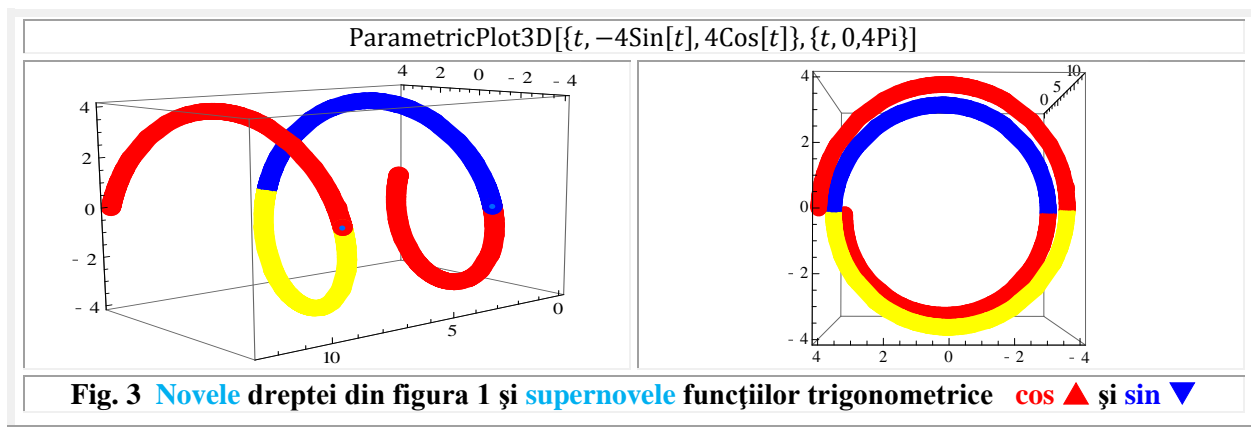 ParametricPlot3D[{t, −4Sin[t], 4Cos[t]}, {t, 0,4Pi}]
4 2 0 - 2 - 4
4
2
0
- 2
- 4
10 5 0
4
2
0
- 2
- 4
10
5
0
4 2 0 - 2 - 4
Fig. 3 Novele dreptei din figura 1 şi supernovele funcţiilor trigonometrice cos ▲ şi sin ▼